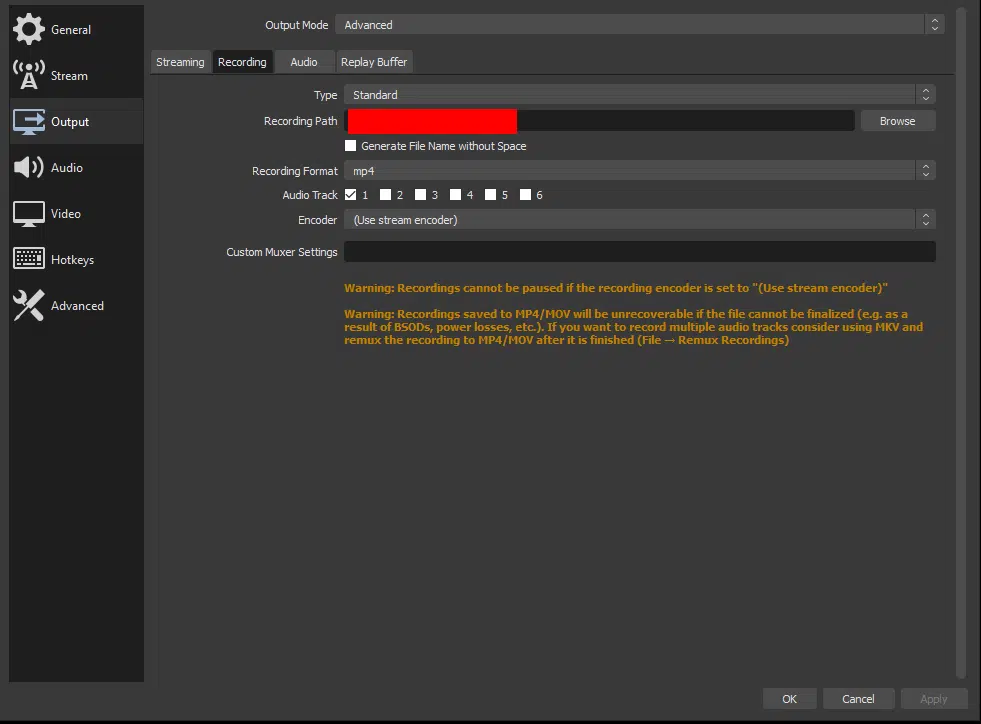 General
Stream
Output
Audio
Video
Hotkeys
Advanced
Output Mode Advanced
Streaming Recording Audio Replay Buffer
Type Standard
Recording Path Browse
Generate File Name without Space
Recording Format mp4
Audio Track 1 2 3 4 5 6
Encoder (Use stream encoder)
Custom Muxer Settings
Warning: Recordings cannot be paused if the recording encoder is set to "(Use stream encoder)"
Warning: Recordings saved to MP4/MOV will be unrecoverable if the file cannot be finalized (e.g. as a
result of BSODs, power losses, etc.). If you want to record multiple audio tracks consider using MKV and
remux the recording to MP4/MOV after it is finished (File → Remux Recordings)
OK Cancel Apply